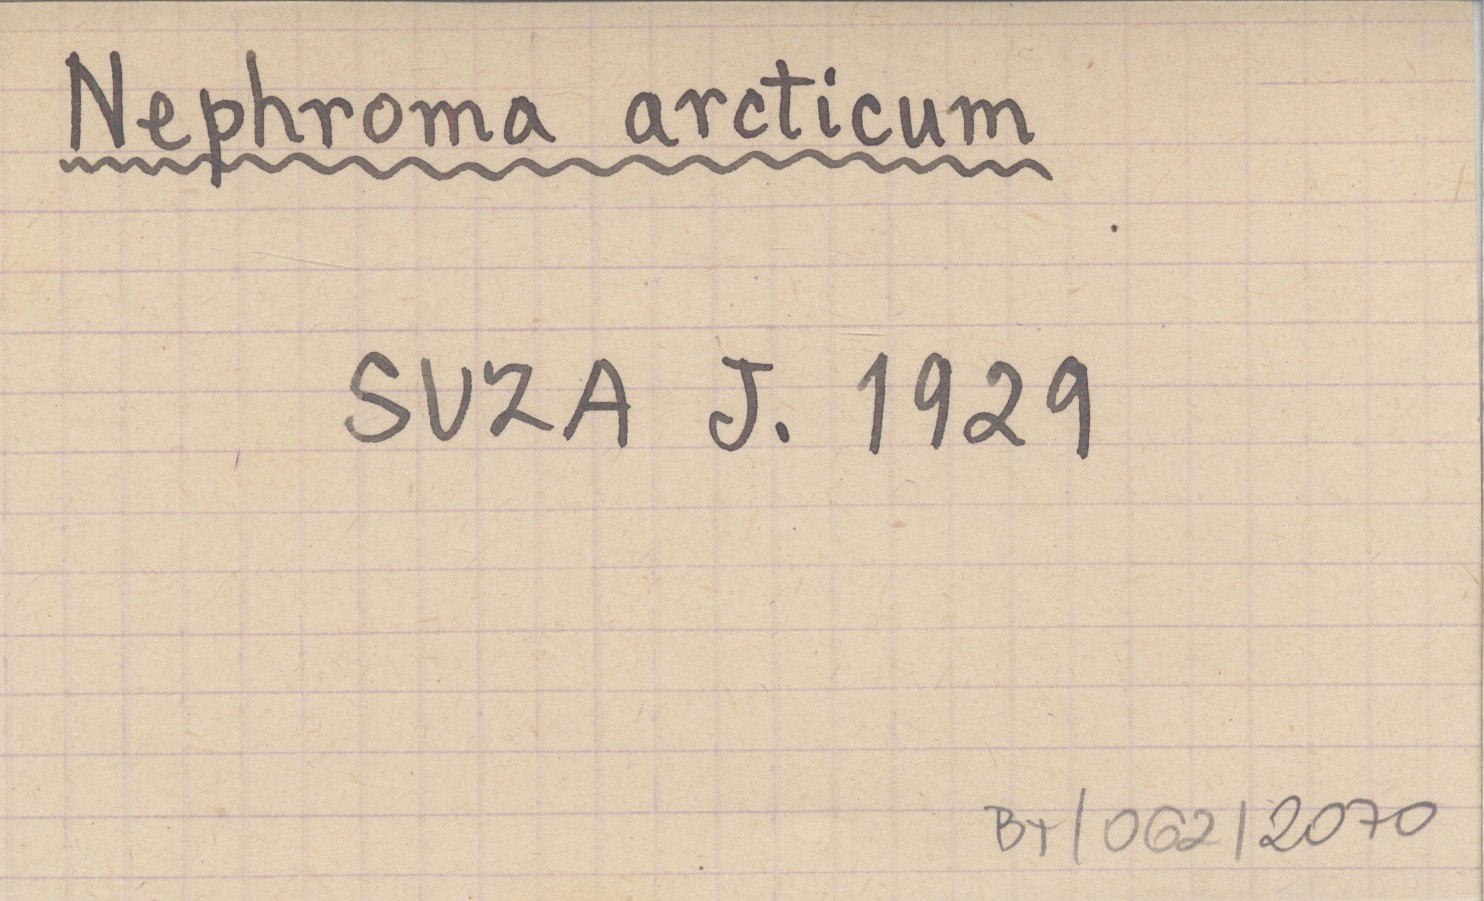 Nephroma arcticum
SUZA J. 1929
BT/062/2070